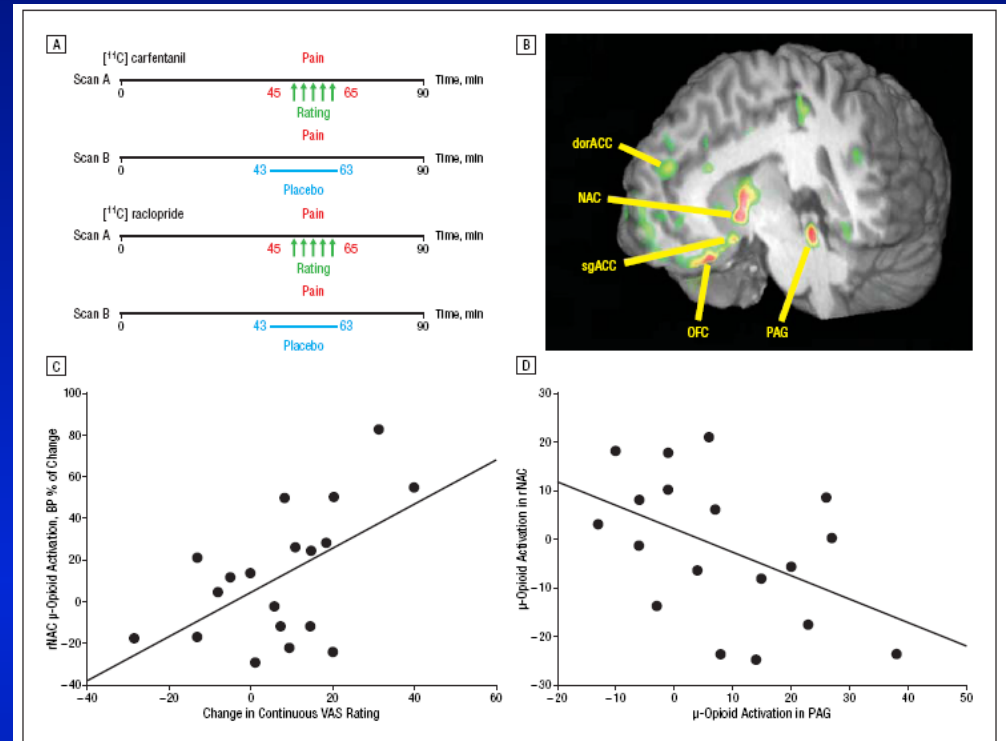 A
[¹¹C] carfentanil
Pain
Scan A
Time, min
0
45
65
90
Rating
Pain
Scan B
Time, min
0
43
63
90
Placebo
[¹¹C] raclopride
Pain
Scan A
Time, min
0
45
65
90
Rating
Pain
Scan B
Time, min
0
43
63
90
Placebo
B
dorACC
NAC
sgACC
OFC
PAG
C
rNAC μ-Opioid Activation, BP % of Change
100
80
60
40
20
0
−20
−40
−40
−20
0
20
40
60
Change in Continuous VAS Rating
D
μ-Opioid Activation in rNAC
30
20
10
0
−10
−20
−30
−20
−10
0
10
20
30
40
50
μ-Opioid Activation in PAG